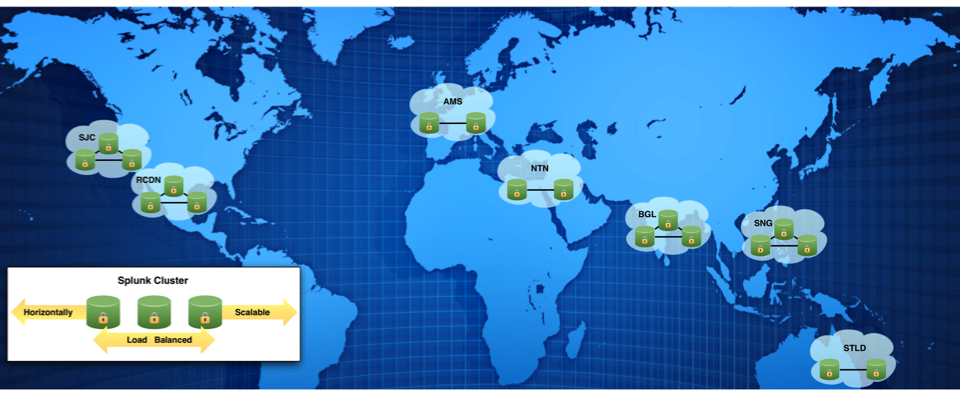 AMS
SJC
NTN
RCDN
BGL
SNG
Splunk Cluster
Horizontally
Scalable
Load Balanced
STLD